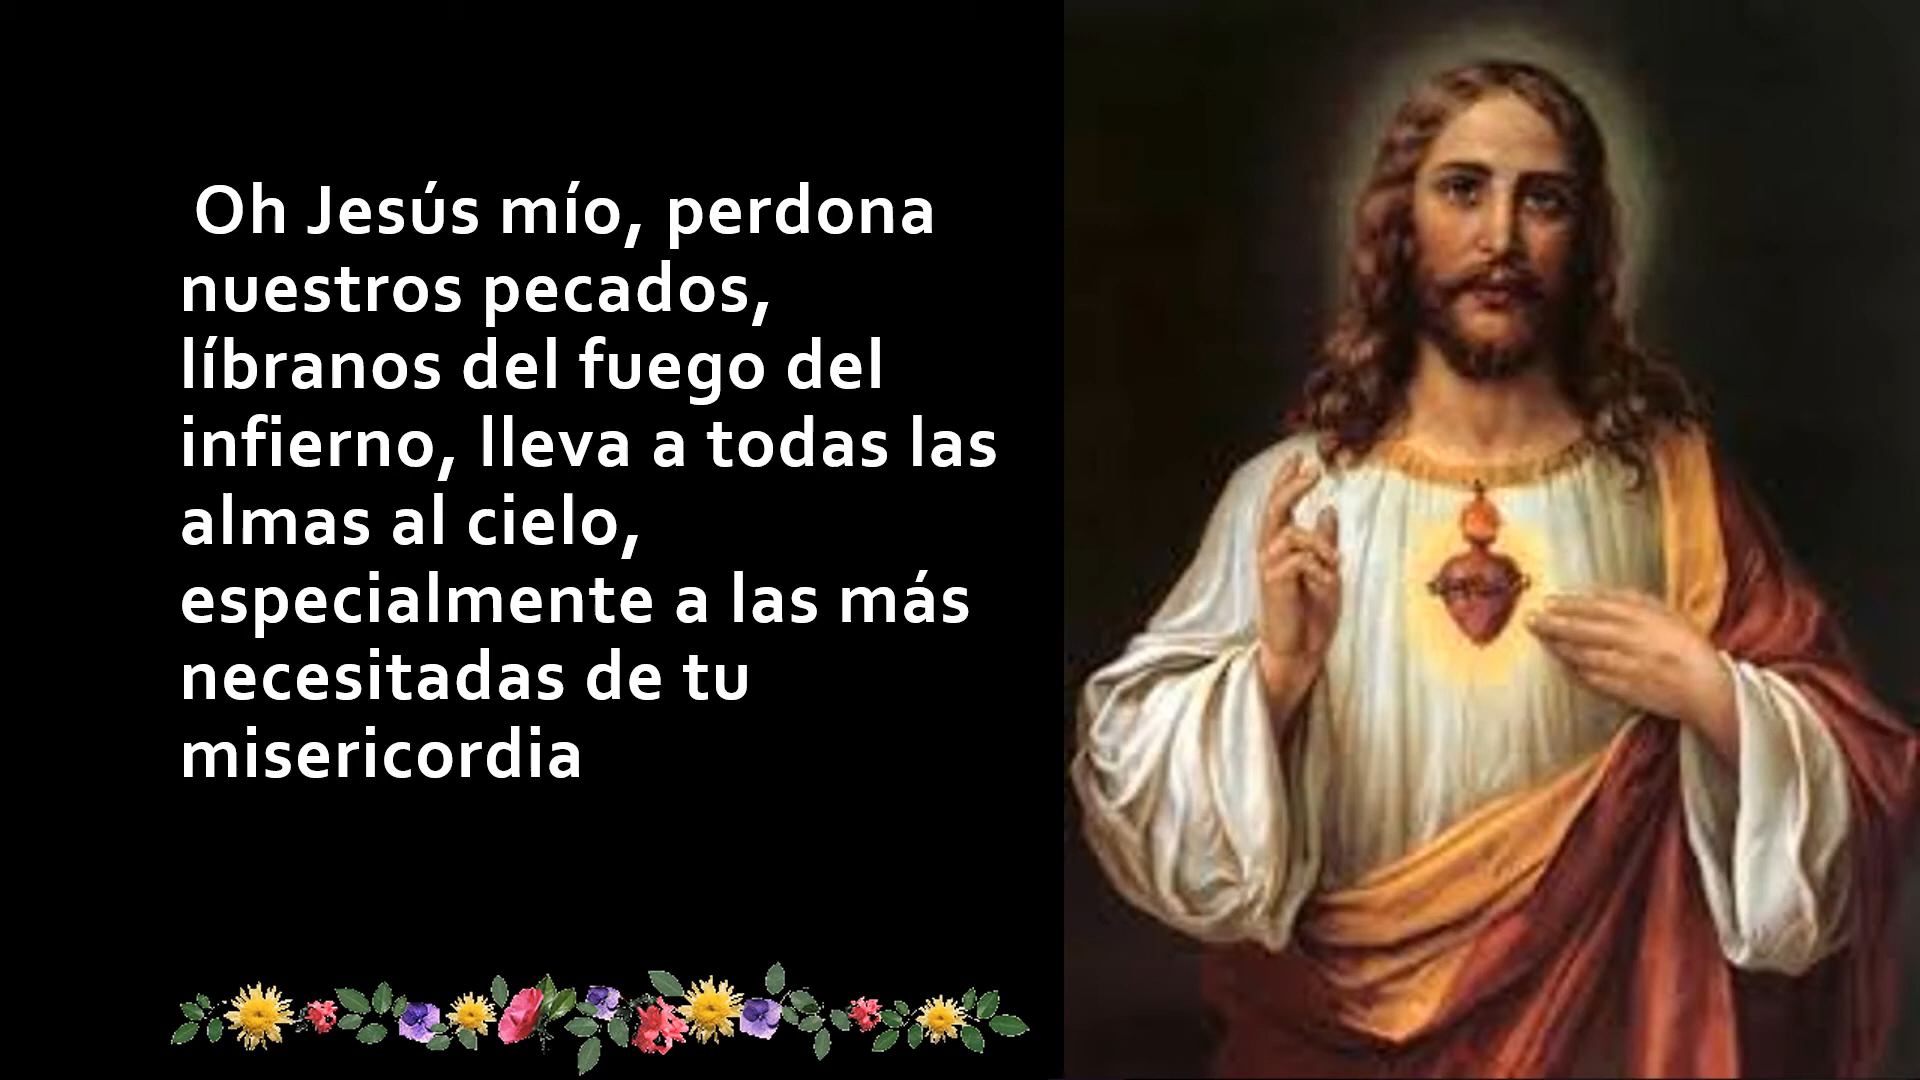 Oh Jesús mío, perdona
nuestros pecados,
líbranos del fuego del
infierno, lleva a todas las
almas al cielo,
especialmente a las más
necesitadas de tu
misericordia